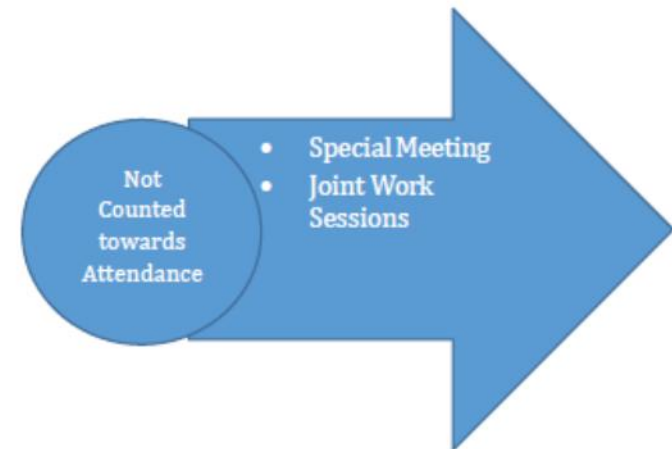 Not
Counted
towards
Attendance
• Special Meeting
• Joint Work
Sessions